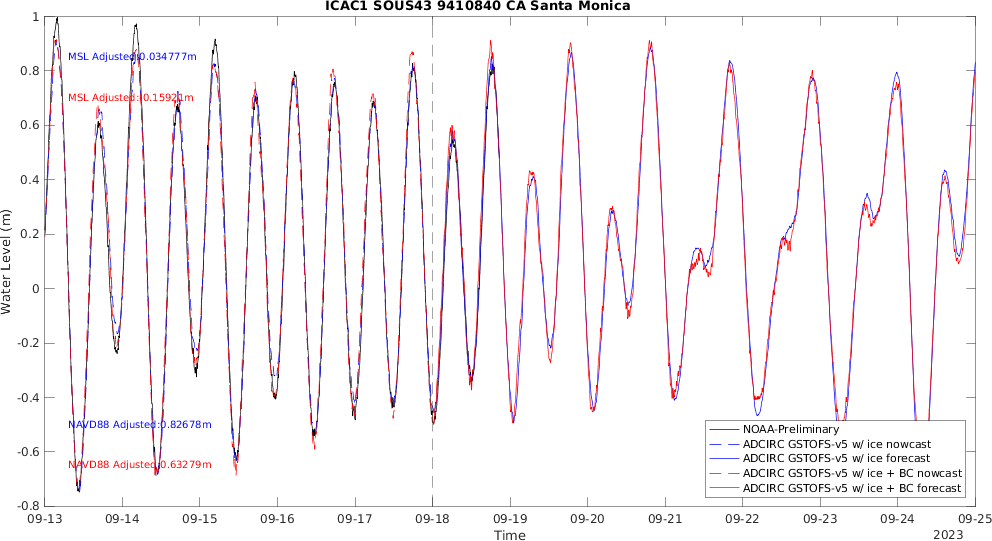 ICAC1 SOUS43 9410840 CA Santa Monica
1
0.8
0.6
0.4
0.2
0
-0.2
-0.4
-0.6
-0.8
Water Level (m)
MSL Adjusted:0.034777m
MSL Adjusted:-0.15921m
NAVD88 Adjusted:0.82678m
NAVD88 Adjusted:0.63279m
NOAA-Preliminary
ADCIRC GSTOFS-v5 w/ ice nowcast
ADCIRC GSTOFS-v5 w/ ice forecast
ADCIRC GSTOFS-v5 w/ ice + BC nowcast
ADCIRC GSTOFS-v5 w/ ice + BC forecast
09-13 09-14 09-15 09-16 09-17 09-18 09-19 09-20 09-21 09-22 09-23 09-24 09-25
Time
2023